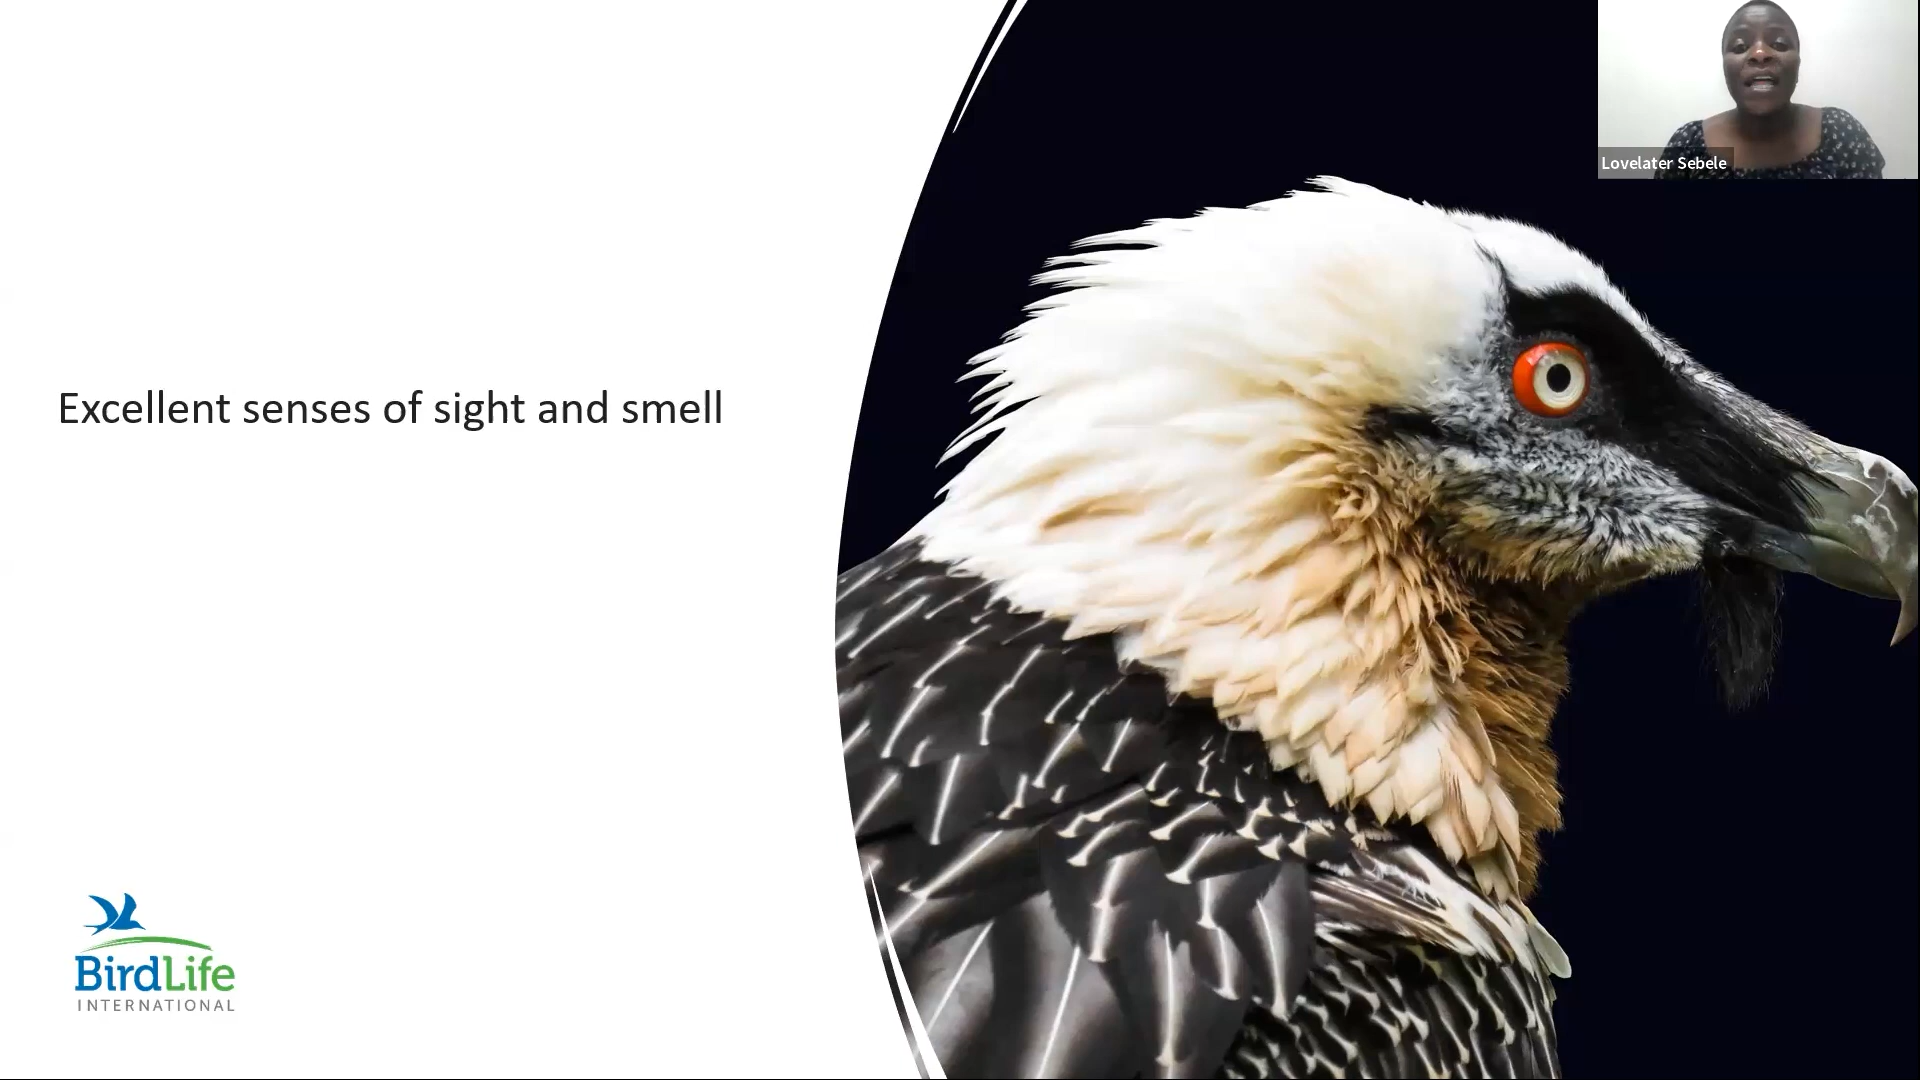 Lovelater Sebele
Excellent senses of sight and smell
BirdLife
INTERNATIONAL